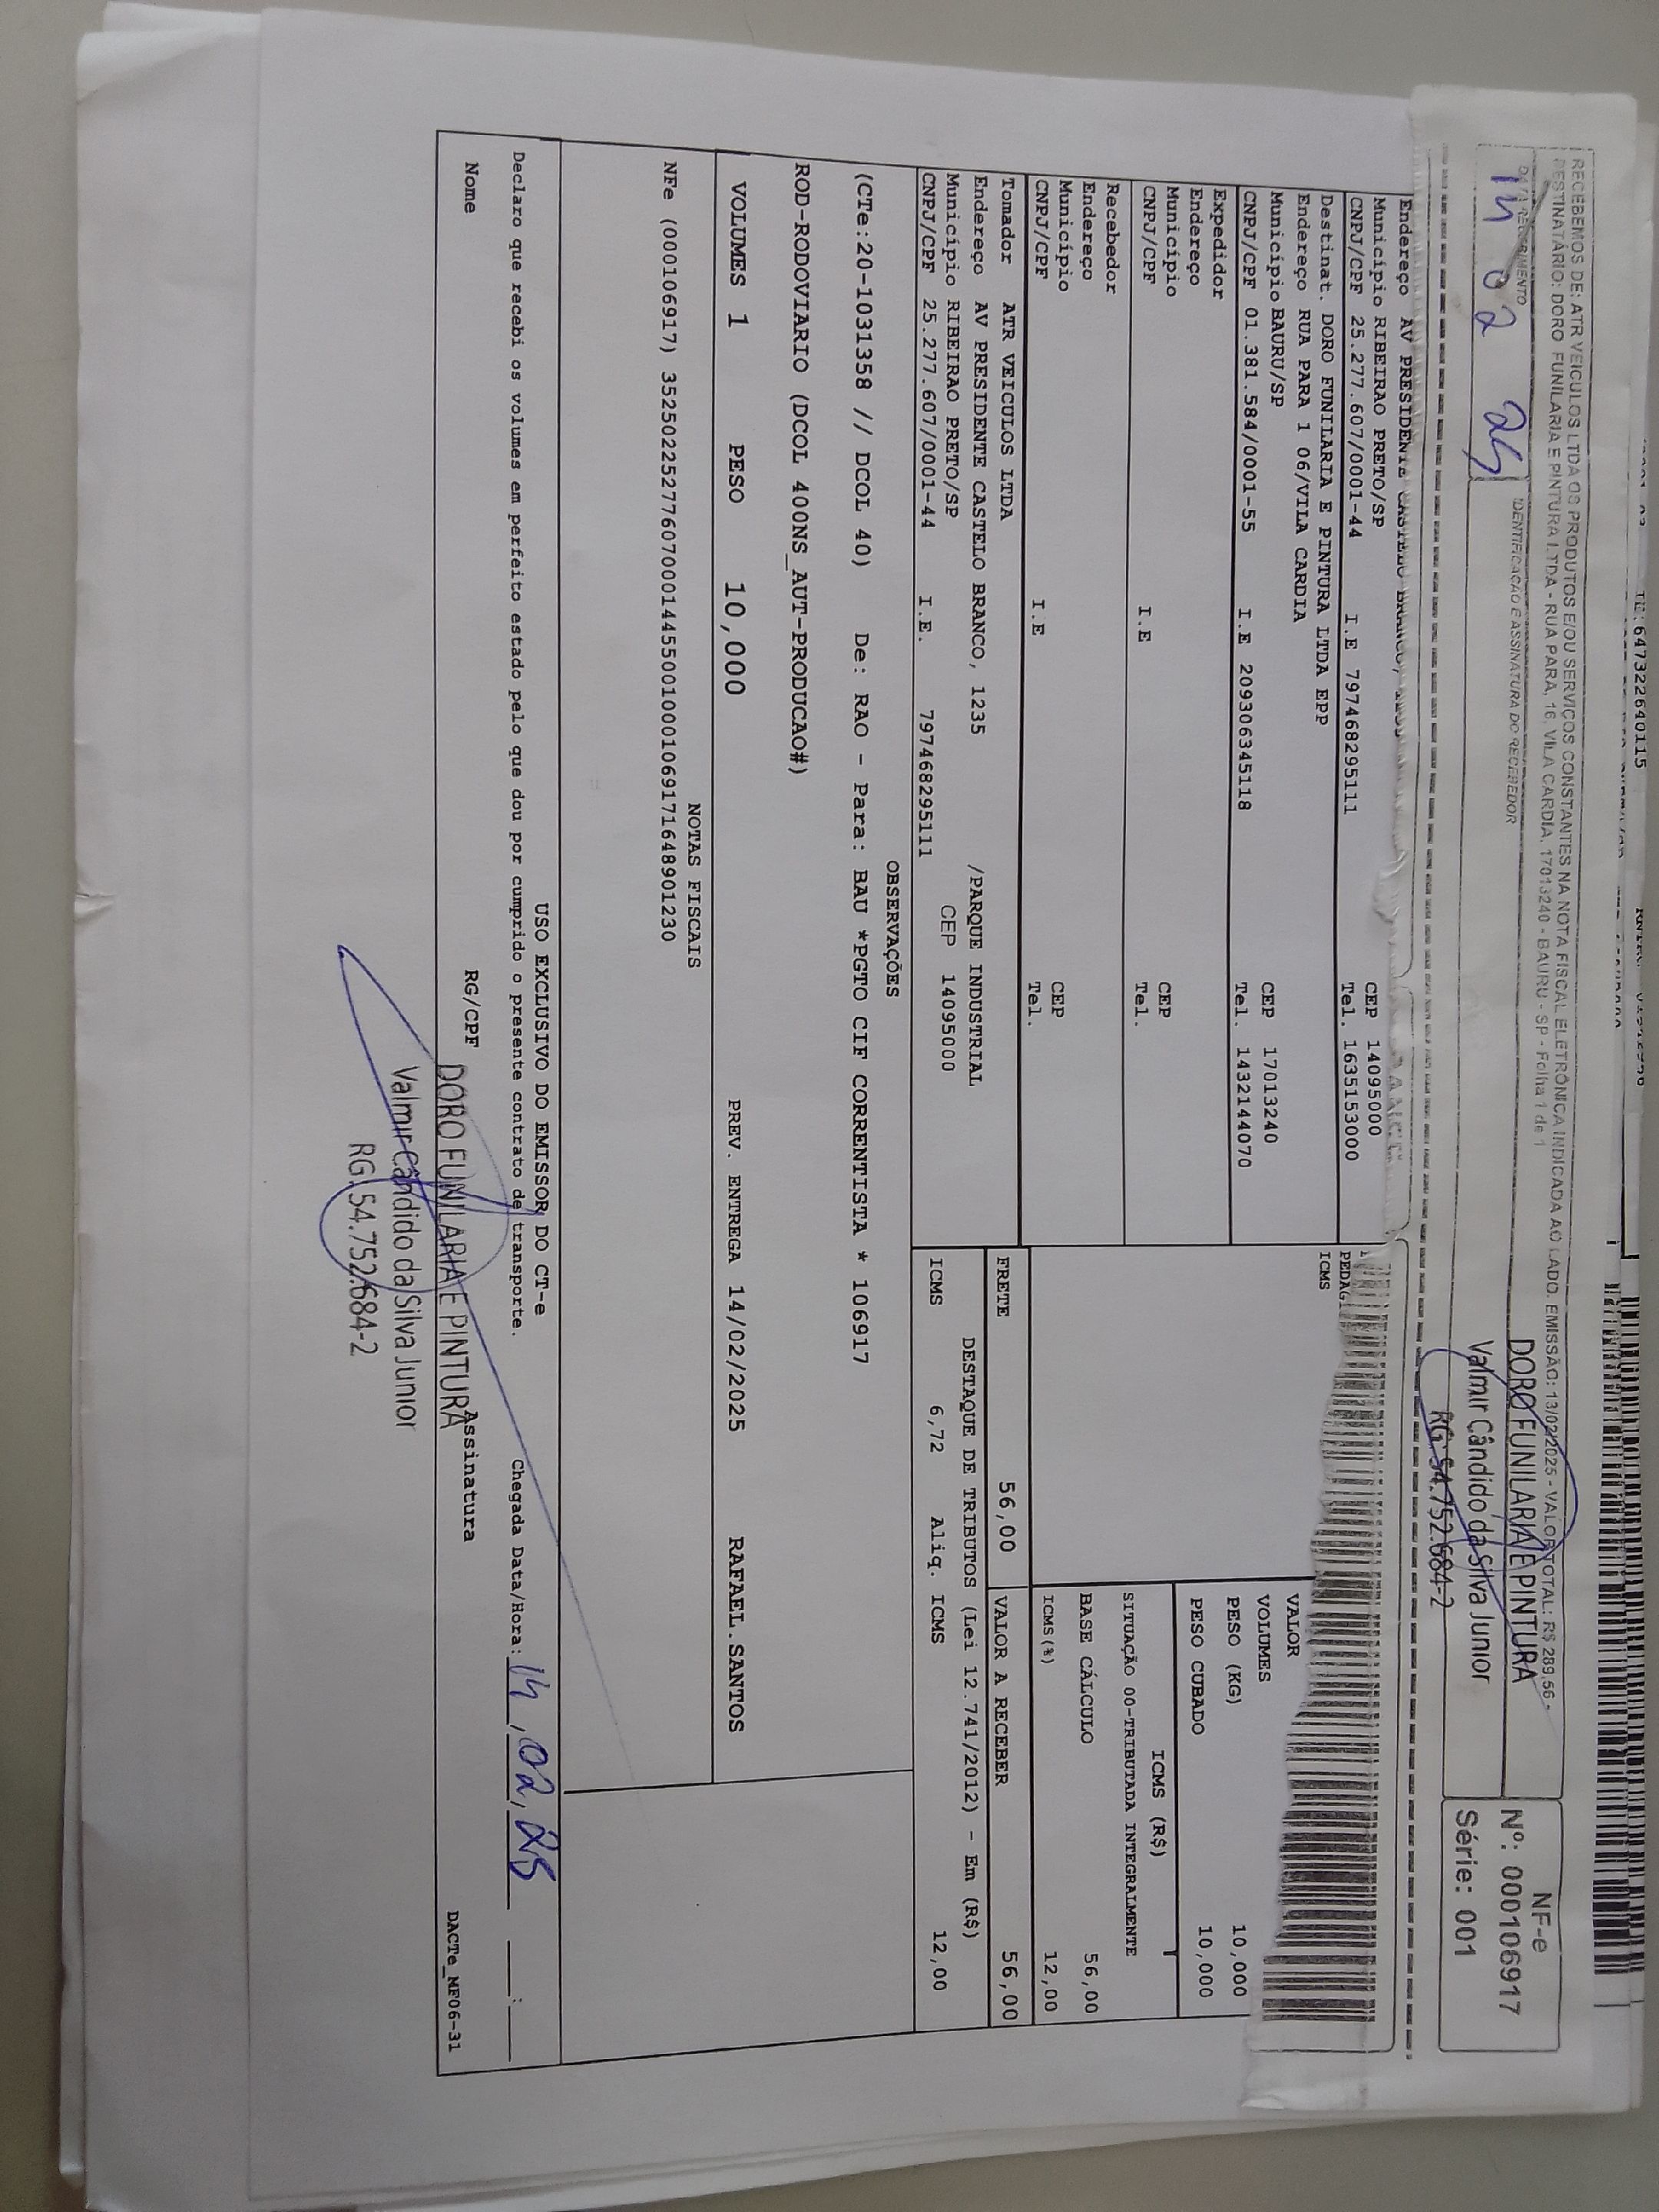 TE: 647322640115
RECEBEMOS DE: ATR VEICULOS LTDA OS PRODUTOS E/OU SERVIÇOS CONSTANTES NA NOTA FISCAL ELETRÔNICA INDICADA AO LADO. EMISSÃO: 13/02/2025 - VALOR TOTAL: R$ 289,56 -
DESTINATÁRIO: DORO FUNILARIA E PINTURA LTDA - RUA PARA, 16, VILA CARDIA, 17013240 - BAURU - SP - Folha 1 de 1
DATA RECEBIMENTO
IDENTIFICAÇÃO E ASSINATURA DO RECEBEDOR
14 02 25
DORO FUNILARIA E PINTURA
Valmir Cândido da Silva Junior
RG: 54.752.684-2
NF-e
Nº: 000106917
Série: 001
Endereço AV PRESIDENTE CASTELO BRANCO,
Município RIBEIRAO PRETO/SP CEP 14095000
CNPJ/CPF 25.277.607/0001-44 I.E 797468295111 Tel. 1635153000
Destinat. DORO FUNILARIA E PINTURA LTDA EPP
Endereço RUA PARA 1 06/VILA CARDIA
Município BAURU/SP CEP 17013240
CNPJ/CPF 01.381.584/0001-55 I.E 209306345118 Tel. 1432144070
Expedidor
Endereço
Município CEP
CNPJ/CPF I.E Tel.
Recebedor
Endereço
Município CEP
CNPJ/CPF I.E Tel.
Tomador ATR VEICULOS LTDA
Endereço AV PRESIDENTE CASTELO BRANCO, 1235 /PARQUE INDUSTRIAL
Município RIBEIRAO PRETO/SP CEP 14095000
CNPJ/CPF 25.277.607/0001-44 I.E. 797468295111
PEDAG
ICMS
VALOR
VOLUMES
PESO (KG) 10,000
PESO CUBADO 10,000
ICMS (R$)
SITUAÇÃO 00-TRIBUTADA INTEGRALMENTE
BASE CÁLCULO 56,00
ICMS(%) 12,00
FRETE 56,00 VALOR A RECEBER 56,00
DESTAQUE DE TRIBUTOS (Lei 12.741/2012) - Em (R$)
ICMS 6,72 Aliq. ICMS 12,00
OBSERVAÇÕES
(CTe:20-1031358 // DCOL 40) De: RAO - Para: BAU *PGTO CIF CORRENTISTA * 106917
ROD-RODOVIARIO (DCOL 400NS_AUT-PRODUCAO#)
VOLUMES 1 PESO 10,000 PREV. ENTREGA 14/02/2025 RAFAEL.SANTOS
NOTAS FISCAIS
NFe (000106917) 35250225277607000144550010001069171648901230
USO EXCLUSIVO DO EMISSOR DO CT-e
Declaro que recebi os volumes em perfeito estado pelo que dou por cumprido o presente contrato de transporte. Chegada Data/Hora: 14,02,25 __:__
Nome RG/CPF Assinatura
DORO FUNILARIA E PINTURA
Valmir Cândido da Silva Junior
RG: 54.752.684-2
DACTe_NF06-31